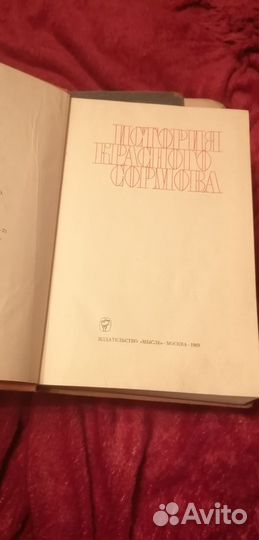 ИСТОРИЯ
КРАСНОГО
СОРМОВА
ИЗДАТЕЛЬСТВО «МЫСЛЬ» · МОСКВА · 1969
Avito